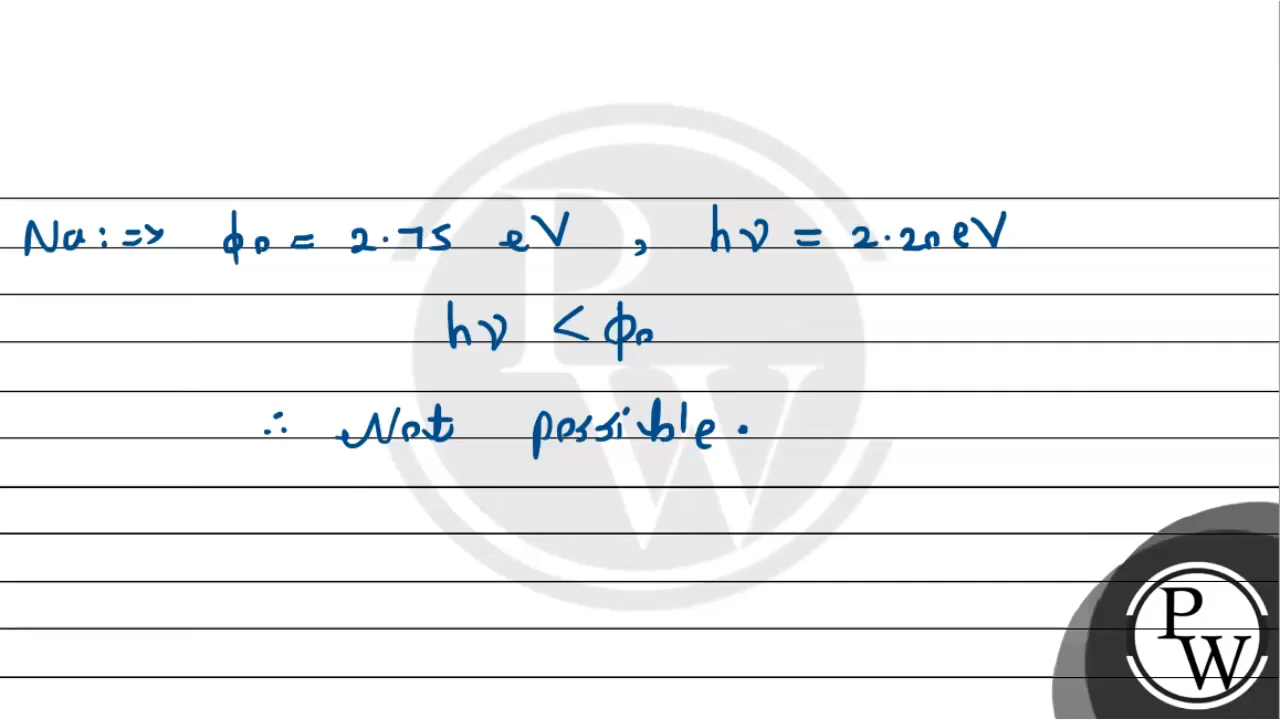 Na: => ϕ₀ = 2.75 eV , hν = 2.20 eV
hν < ϕ₀
∴ Not possible.
P
W
P
W